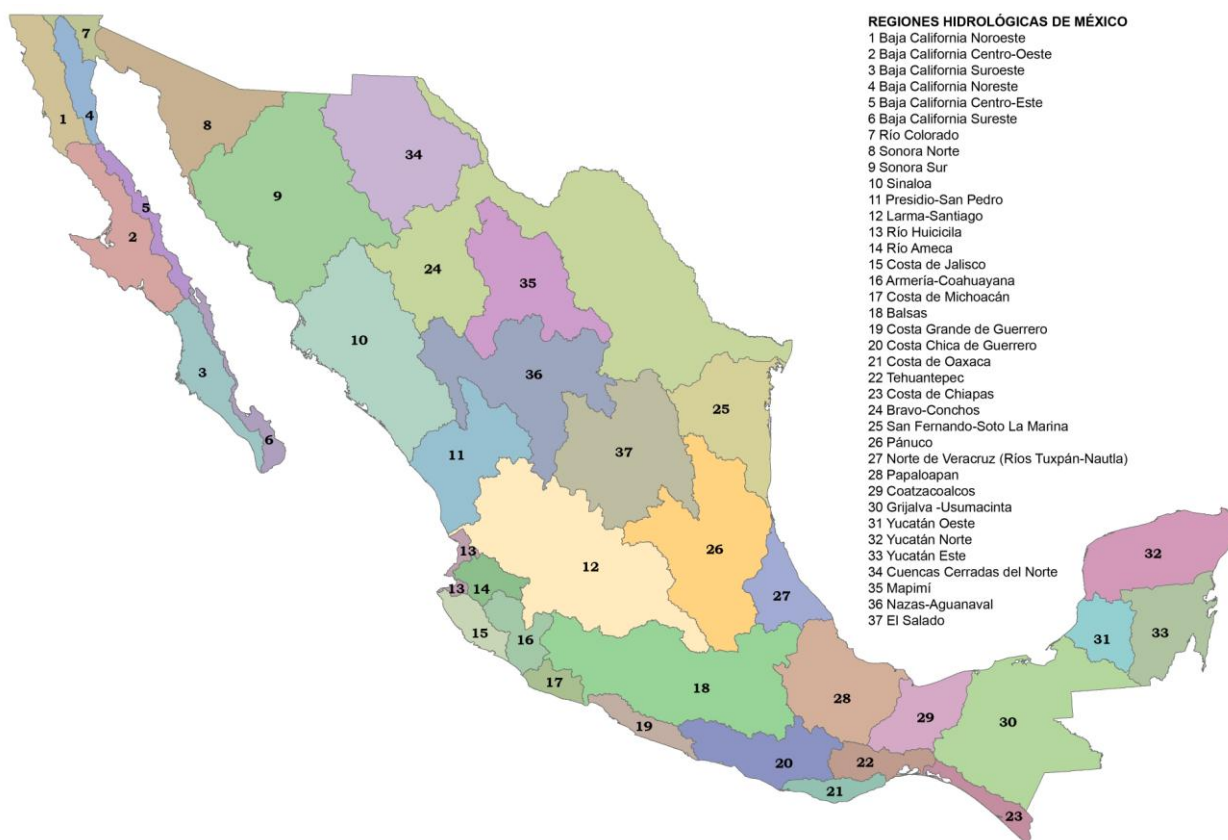 REGIONES HIDROLÓGICAS DE MÉXICO
1 Baja California Noroeste
2 Baja California Centro-Oeste
3 Baja California Suroeste
4 Baja California Noreste
5 Baja California Centro-Este
6 Baja California Sureste
7 Río Colorado
8 Sonora Norte
9 Sonora Sur
10 Sinaloa
11 Presidio-San Pedro
12 Larma-Santiago
13 Río Huicicila
14 Río Ameca
15 Costa de Jalisco
16 Armería-Coahuayana
17 Costa de Michoacán
18 Balsas
19 Costa Grande de Guerrero
20 Costa Chica de Guerrero
21 Costa de Oaxaca
22 Tehuantepec
23 Costa de Chiapas
24 Bravo-Conchos
25 San Fernando-Soto La Marina
26 Pánuco
27 Norte de Veracruz (Ríos Tuxpán-Nautla)
28 Papaloapan
29 Coatzacoalcos
30 Grijalva -Usumacinta
31 Yucatán Oeste
32 Yucatán Norte
33 Yucatán Este
34 Cuencas Cerradas del Norte
35 Mapimí
36 Nazas-Aguanaval
37 El Salado
7
1
4
8
34
9
5
2
24
35
10
36
3
25
6
11
37
26
13
12
32
14
13
27
15
16
31
33
17
18
28
19
29
30
20
22
21
23